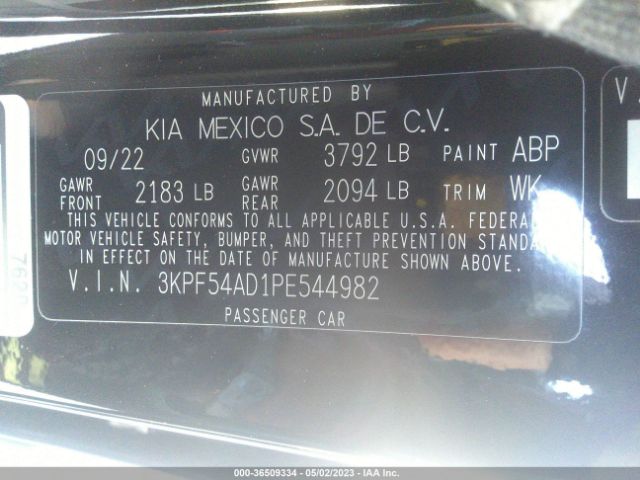 MANUFACTURED BY
KIA MEXICO S.A. DE C.V.
09/22 GVWR 3792 LB PAINT ABP
GAWR FRONT 2183 LB GAWR REAR 2094 LB TRIM WK
THIS VEHICLE CONFORMS TO ALL APPLICABLE U.S.A. FEDERA
MOTOR VEHICLE SAFETY, BUMPER, AND THEFT PREVENTION STANDA
IN EFFECT ON THE DATE OF MANUFACTURE SHOWN ABOVE.
V.I.N. 3KPF54AD1PE544982
PASSENGER CAR
000-36509334 - 05/02/2023 - IAA Inc.